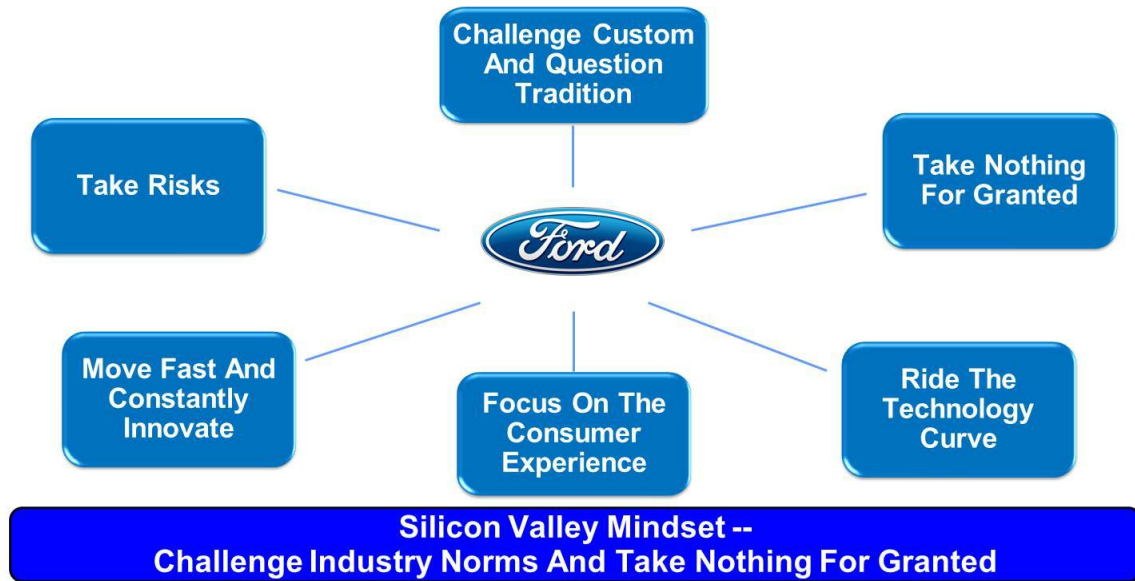 Challenge Custom
And Question
Tradition
Take Risks
Take Nothing
For Granted
Ford
Move Fast And
Constantly
Innovate
Focus On The
Consumer
Experience
Ride The
Technology
Curve
Silicon Valley Mindset --
Challenge Industry Norms And Take Nothing For Granted